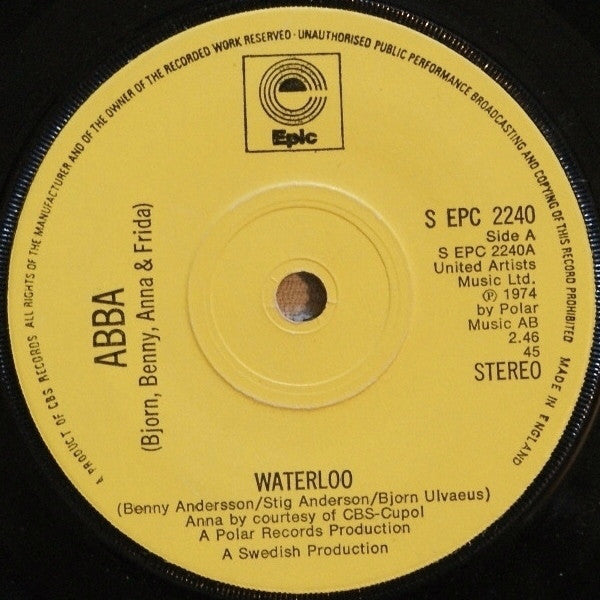 A PRODUCT OF CBS RECORDS ALL RIGHTS OF THE MANUFACTURER AND OF THE OWNER OF THE RECORDED WORK RESERVED · UNAUTHORISED PUBLIC PERFORMANCE BROADCASTING AND COPYING OF THIS RECORD PROHIBITED MADE IN ENGLAND
Epic
ABBA
(Bjorn, Benny, Anna & Frida)
S EPC 2240
Side A
S EPC 2240A
United Artists
Music Ltd.
℗ 1974
by Polar
Music AB
2.46
45
STEREO
WATERLOO
(Benny Andersson/Stig Anderson/Bjorn Ulvaeus)
Anna by courtesy of CBS-Cupol
A Polar Records Production
A Swedish Production